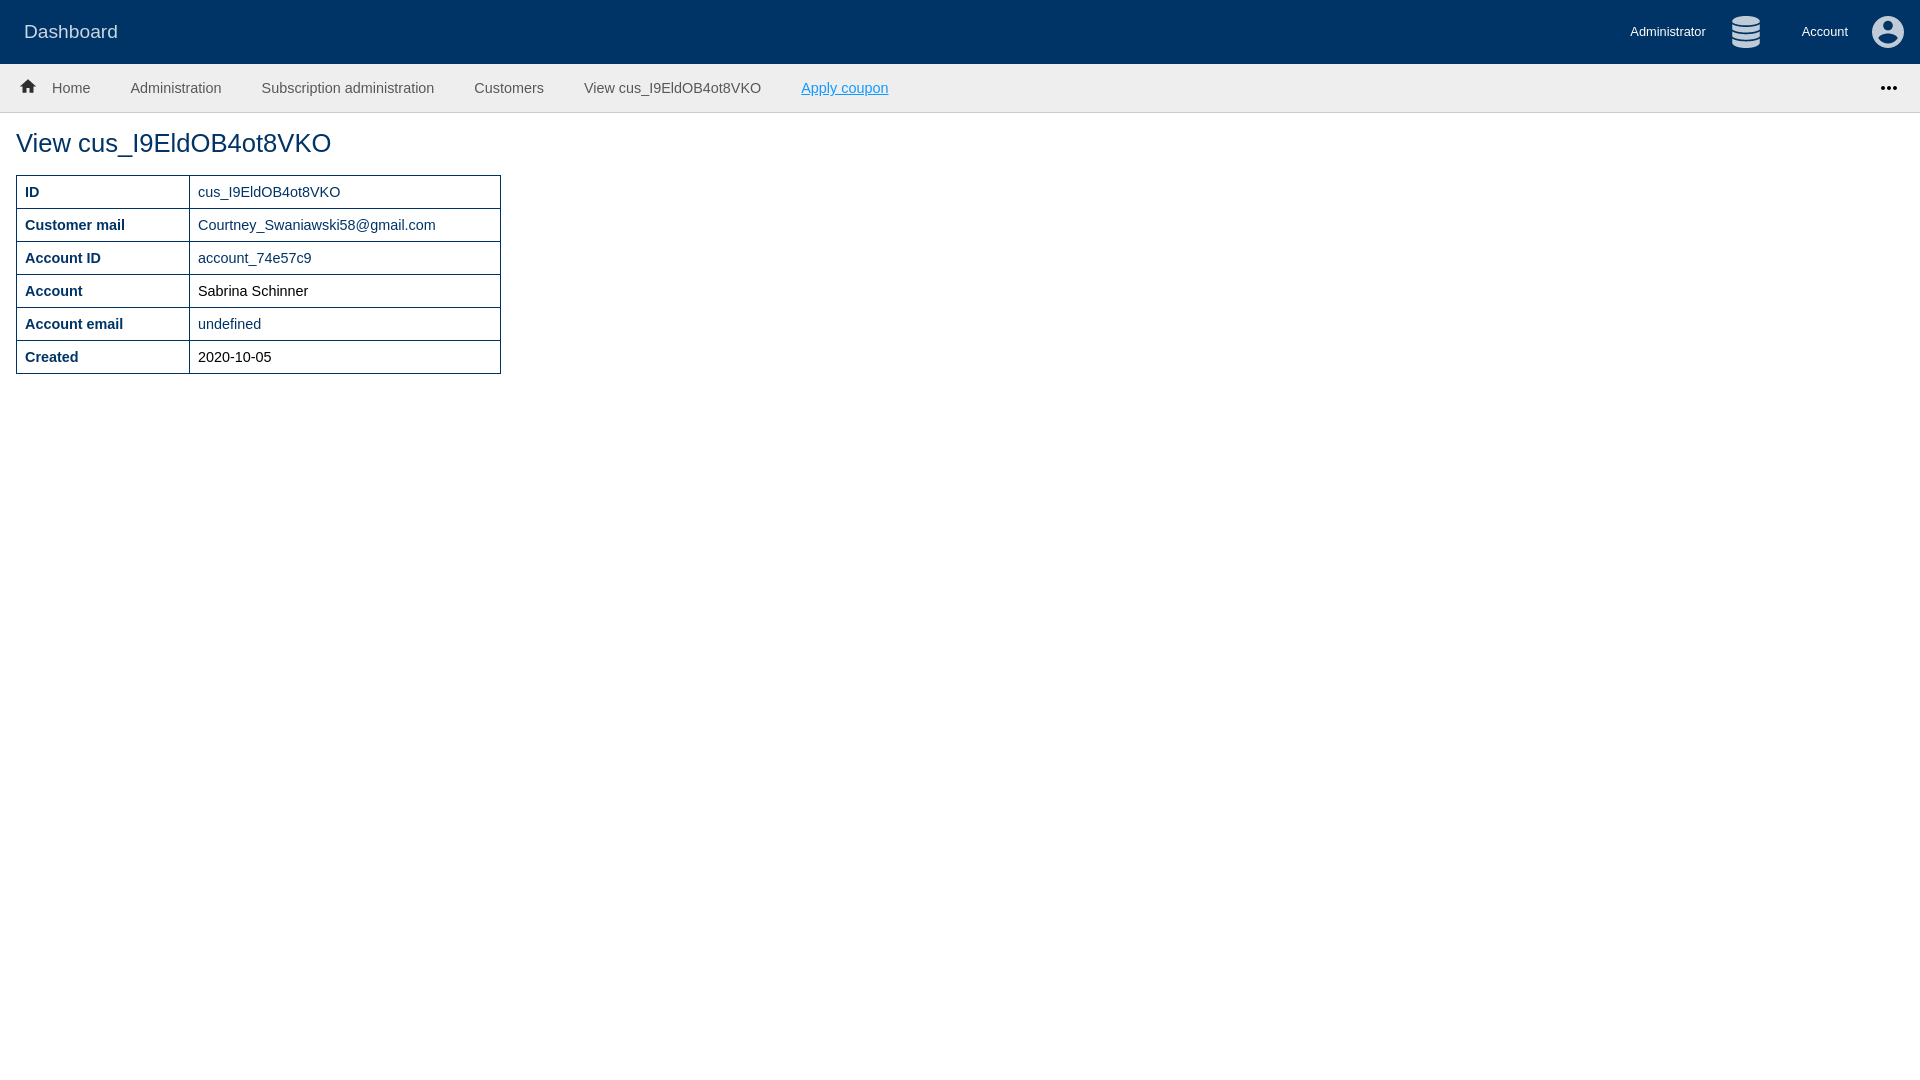 Dashboard
Administrator
Account
Home
Administration
Subscription administration
Customers
View cus_I9EldOB4ot8VKO
Apply coupon
View cus_I9EldOB4ot8VKO
ID cus_I9EldOB4ot8VKO
Customer mail Courtney_Swaniawski58@gmail.com
Account ID account_74e57c9
Account Sabrina Schinner
Account email undefined
Created 2020-10-05